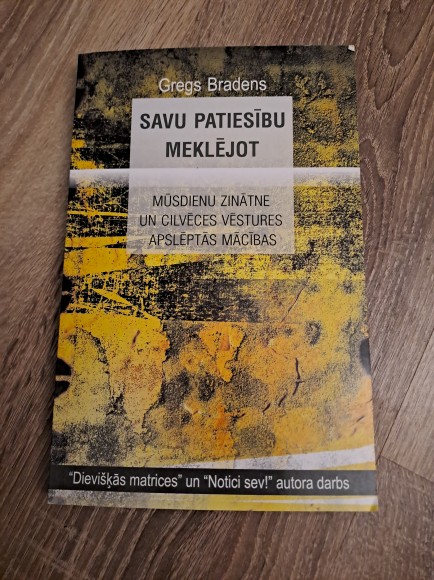 Gregs Bradens
SAVU PATIESĪBU
MEKLĒJOT
MŪSDIENU ZINĀTNE
UN CILVĒCES VĒSTURES
APSLĒPTĀS MĀCĪBAS
"Dievišķās matrices" un "Notici sev!" autora darbs